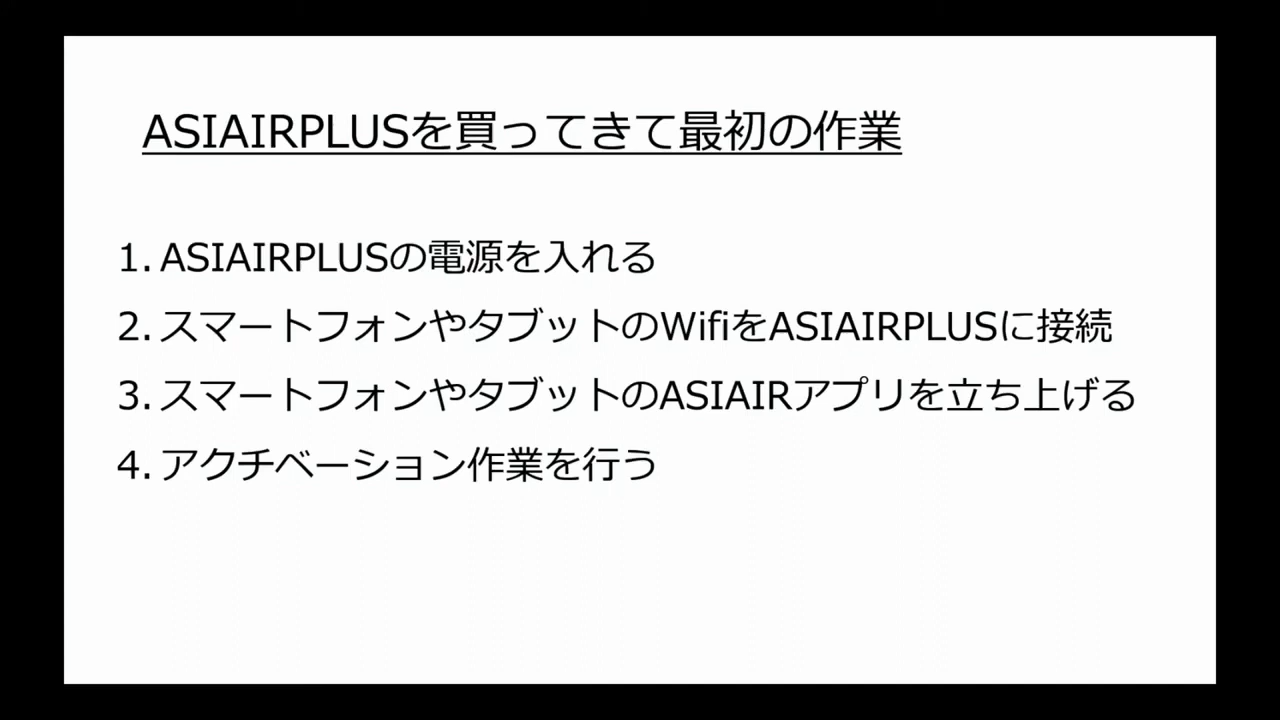 ASIAIRPLUSを買ってきて最初の作業
1. ASIAIRPLUSの電源を入れる
2. スマートフォンやタブットのWifiをASIAIRPLUSに接続
3. スマートフォンやタブットのASIAIRアプリを立ち上げる
4. アクチベーション作業を行う